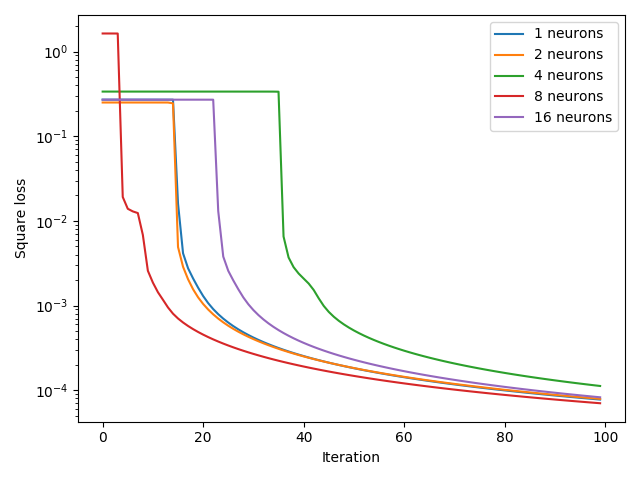 10^0
10^-1
10^-2
10^-3
10^-4
Square loss
0
20
40
60
80
100
Iteration
1 neurons
2 neurons
4 neurons
8 neurons
16 neurons